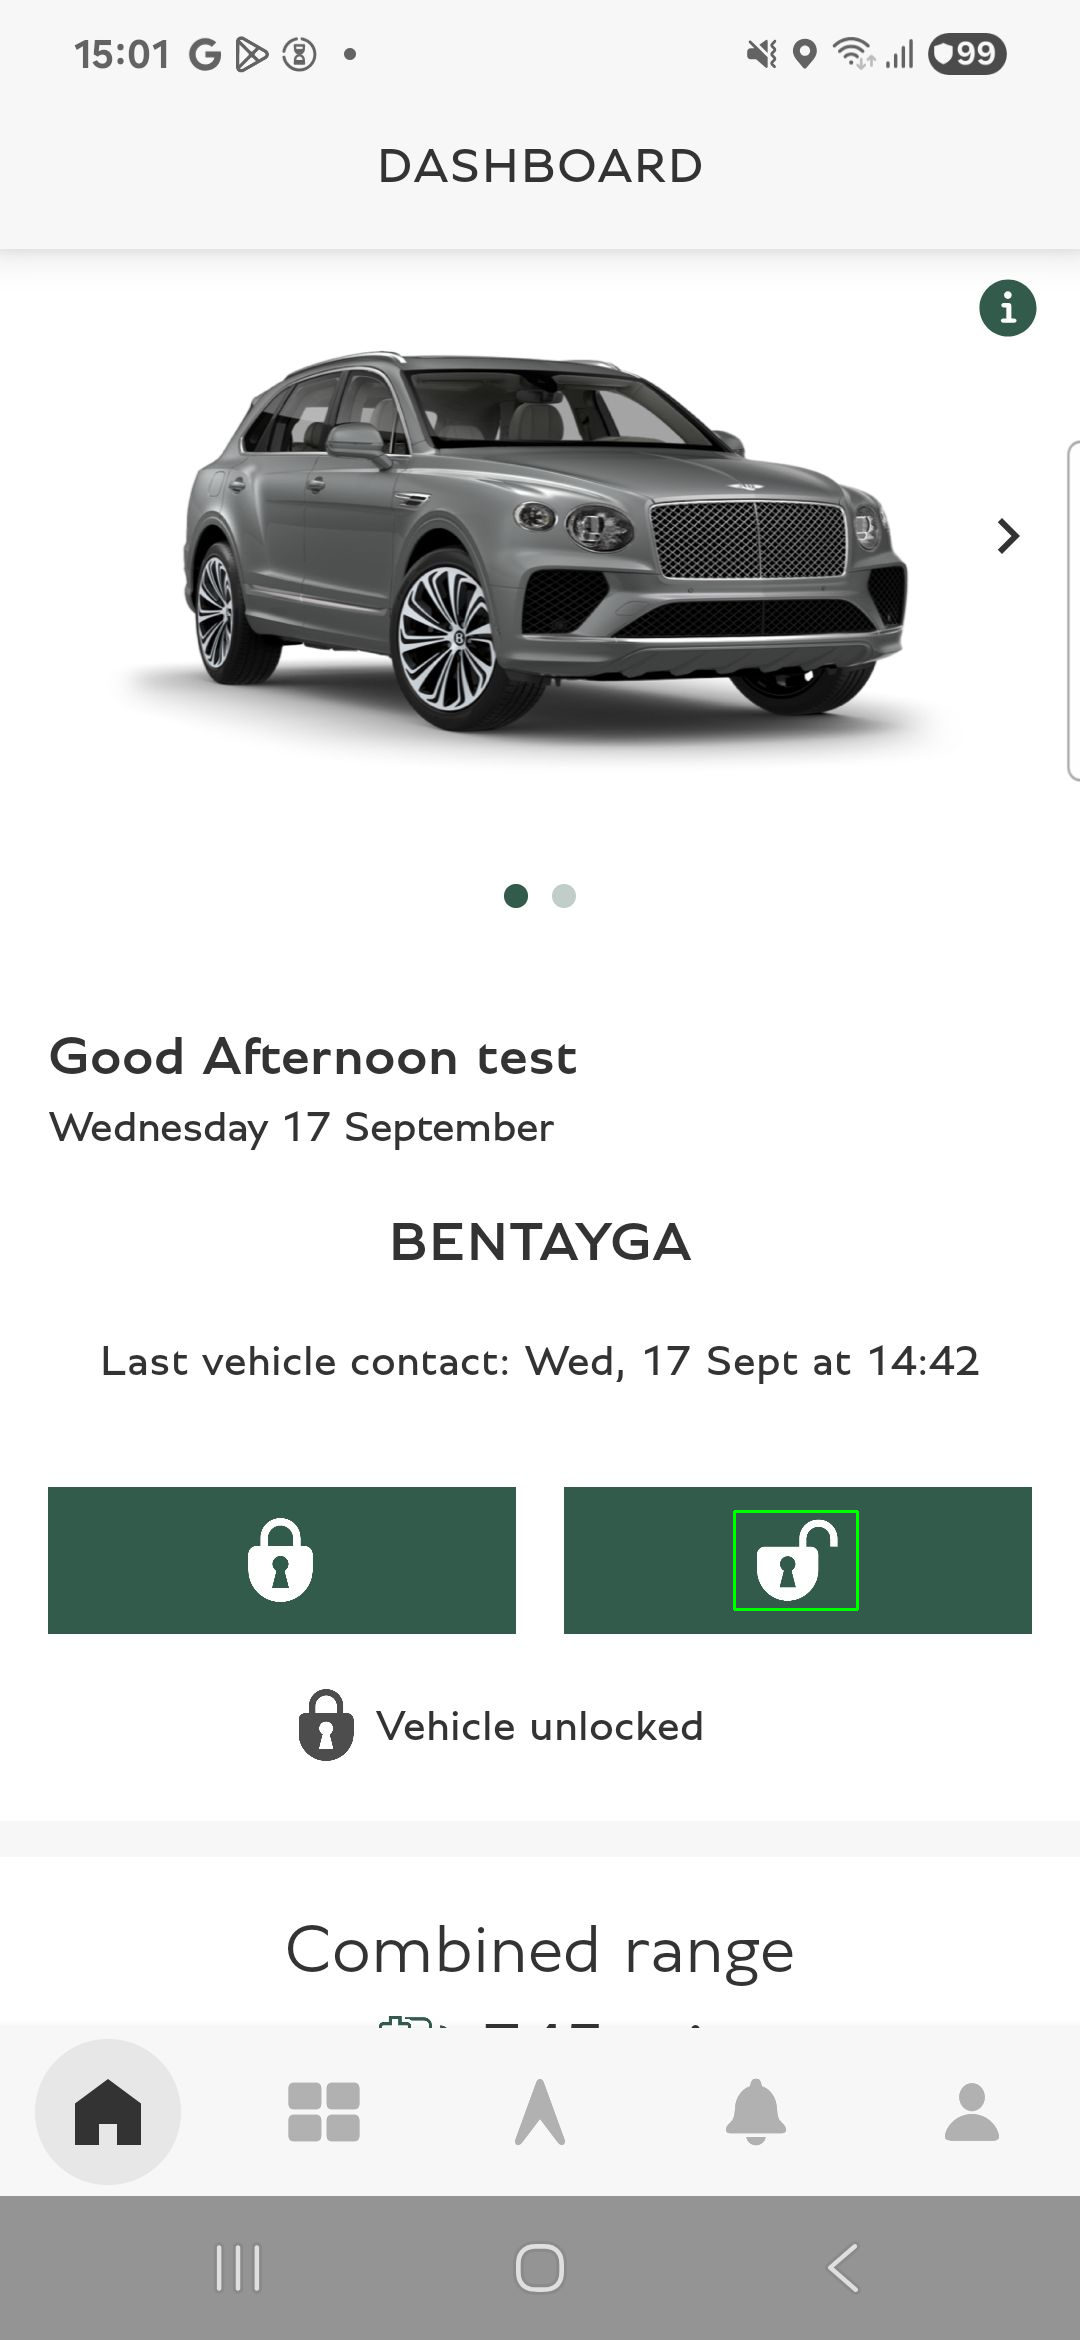 15:01
99
DASHBOARD
Good Afternoon test
Wednesday 17 September
BENTAYGA
Last vehicle contact: Wed, 17 Sept at 14:42
Vehicle unlocked
Combined range